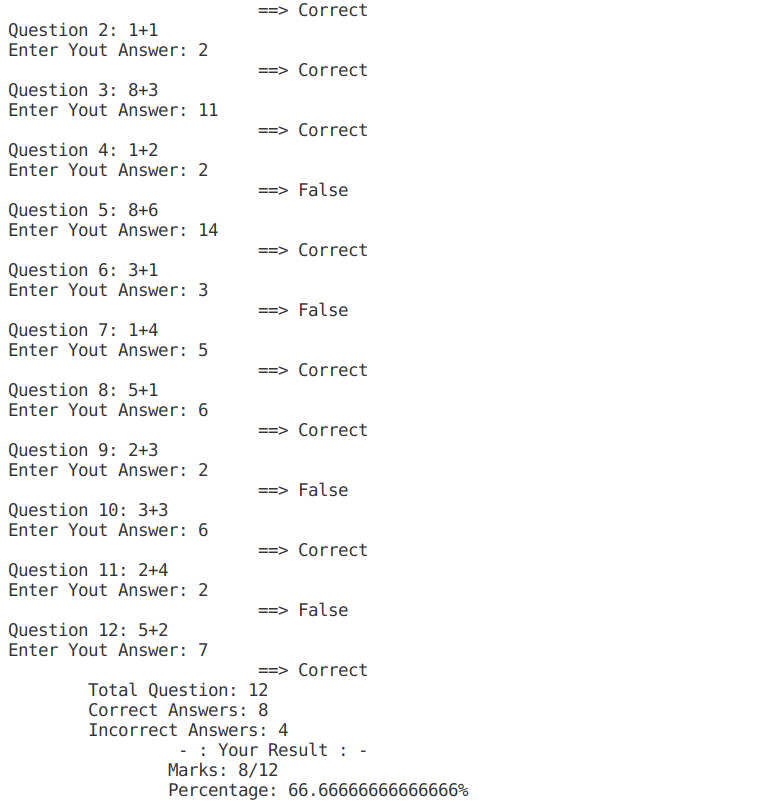 ==> Correct
Question 2: 1+1
Enter Yout Answer: 2
==> Correct
Question 3: 8+3
Enter Yout Answer: 11
==> Correct
Question 4: 1+2
Enter Yout Answer: 2
==> False
Question 5: 8+6
Enter Yout Answer: 14
==> Correct
Question 6: 3+1
Enter Yout Answer: 3
==> False
Question 7: 1+4
Enter Yout Answer: 5
==> Correct
Question 8: 5+1
Enter Yout Answer: 6
==> Correct
Question 9: 2+3
Enter Yout Answer: 2
==> False
Question 10: 3+3
Enter Yout Answer: 6
==> Correct
Question 11: 2+4
Enter Yout Answer: 2
==> False
Question 12: 5+2
Enter Yout Answer: 7
==> Correct
Total Question: 12
Correct Answers: 8
Incorrect Answers: 4
- : Your Result : -
Marks: 8/12
Percentage: 66.66666666666666%